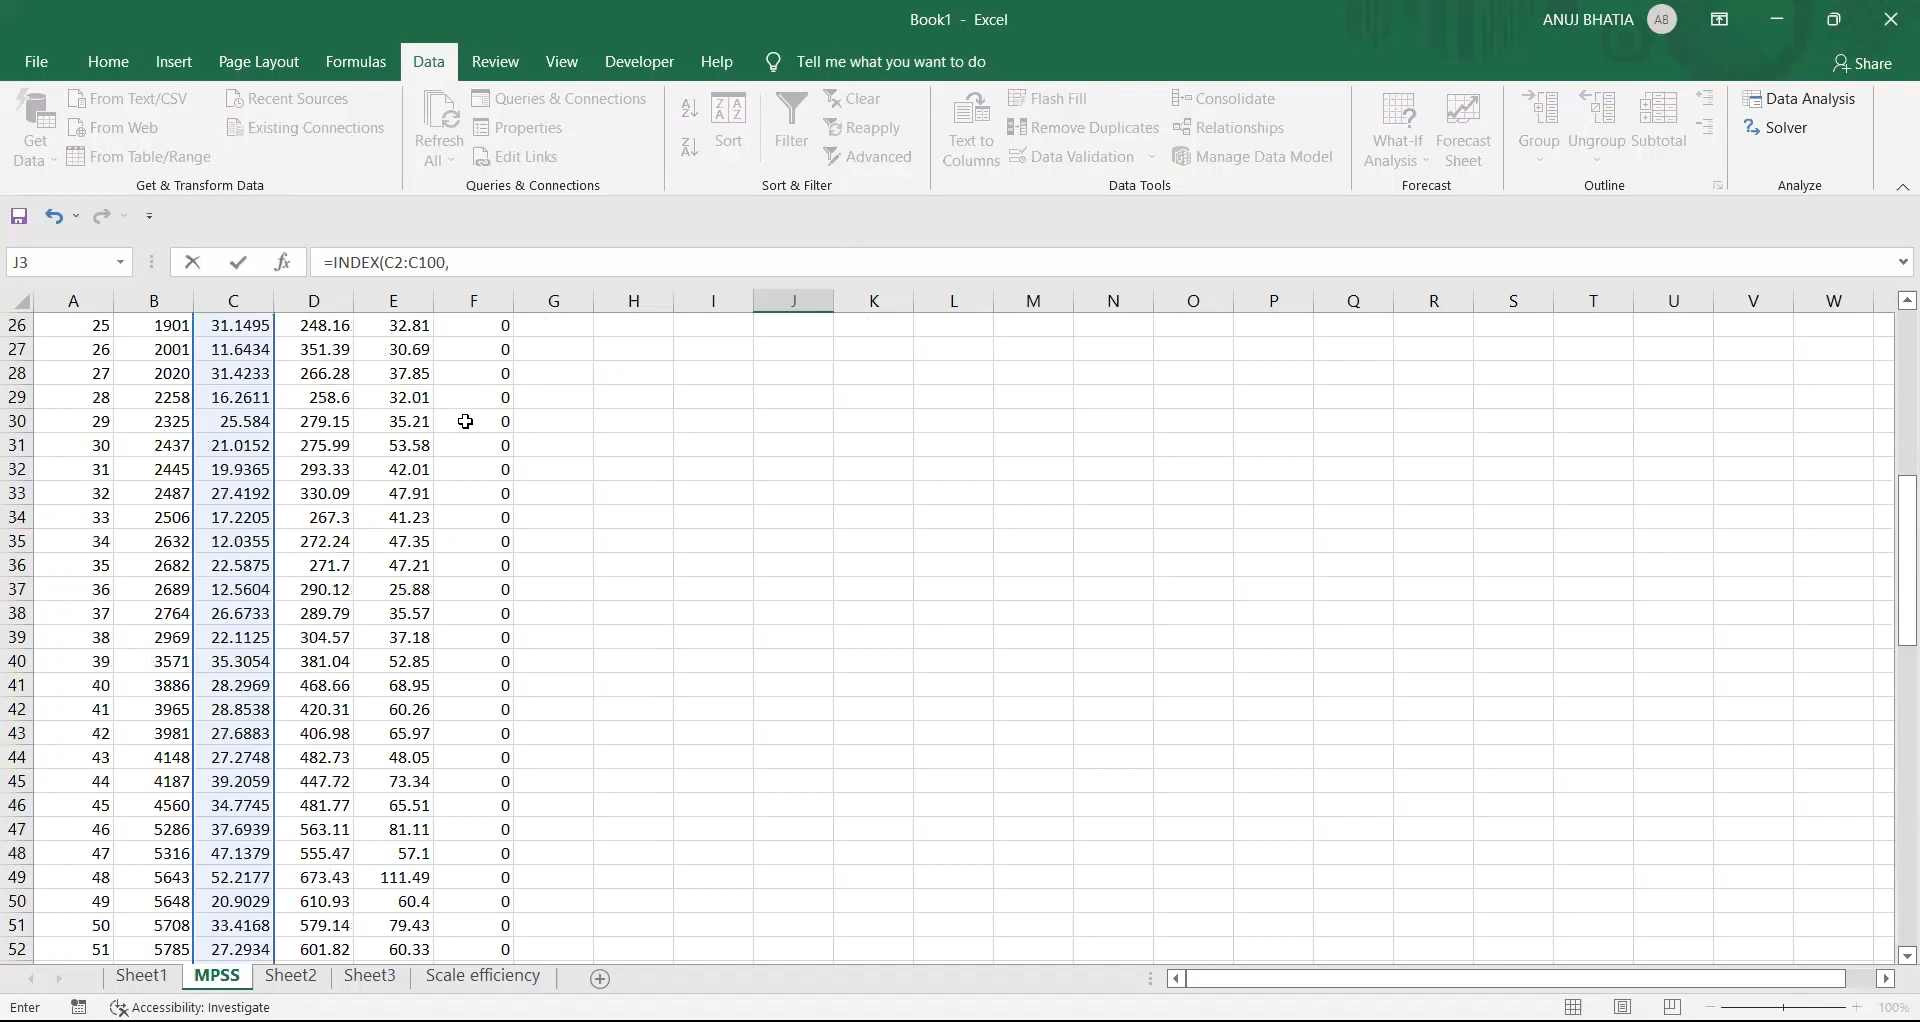 Book1 - Excel
ANUJ BHATIA AB
File Home Insert Page Layout Formulas Data Review View Developer Help Tell me what you want to do Share
Get Data
From Text/CSV
From Web
From Table/Range
Recent Sources
Existing Connections
Get & Transform Data
Refresh All
Queries & Connections
Properties
Edit Links
Queries & Connections
Sort
Filter
Clear
Reapply
Advanced
Sort & Filter
Text to Columns
Flash Fill
Remove Duplicates
Data Validation
Consolidate
Relationships
Manage Data Model
Data Tools
What-If Analysis
Forecast Sheet
Forecast
Group
Ungroup
Subtotal
Outline
Data Analysis
Solver
Analyze
J3 fx =INDEX(C2:C100,
A B C D E F G H I J K L M N O P Q R S T U V W
26 25 1901 31.1495 248.16 32.81 0
27 26 2001 11.6434 351.39 30.69 0
28 27 2020 31.4233 266.28 37.85 0
29 28 2258 16.2611 258.6 32.01 0
30 29 2325 25.584 279.15 35.21 0
31 30 2437 21.0152 275.99 53.58 0
32 31 2445 19.9365 293.33 42.01 0
33 32 2487 27.4192 330.09 47.91 0
34 33 2506 17.2205 267.3 41.23 0
35 34 2632 12.0355 272.24 47.35 0
36 35 2682 22.5875 271.7 47.21 0
37 36 2689 12.5604 290.12 25.88 0
38 37 2764 26.6733 289.79 35.57 0
39 38 2969 22.1125 304.57 37.18 0
40 39 3571 35.3054 381.04 52.85 0
41 40 3886 28.2969 468.66 68.95 0
42 41 3965 28.8538 420.31 60.26 0
43 42 3981 27.6883 406.98 65.97 0
44 43 4148 27.2748 482.73 48.05 0
45 44 4187 39.2059 447.72 73.34 0
46 45 4560 34.7745 481.77 65.51 0
47 46 5286 37.6939 563.11 81.11 0
48 47 5316 47.1379 555.47 57.1 0
49 48 5643 52.2177 673.43 111.49 0
50 49 5648 20.9029 610.93 60.4 0
51 50 5708 33.4168 579.14 79.43 0
52 51 5785 27.2934 601.82 60.33 0
Sheet1 MPSS Sheet2 Sheet3 Scale efficiency
Enter Accessibility: Investigate 100%